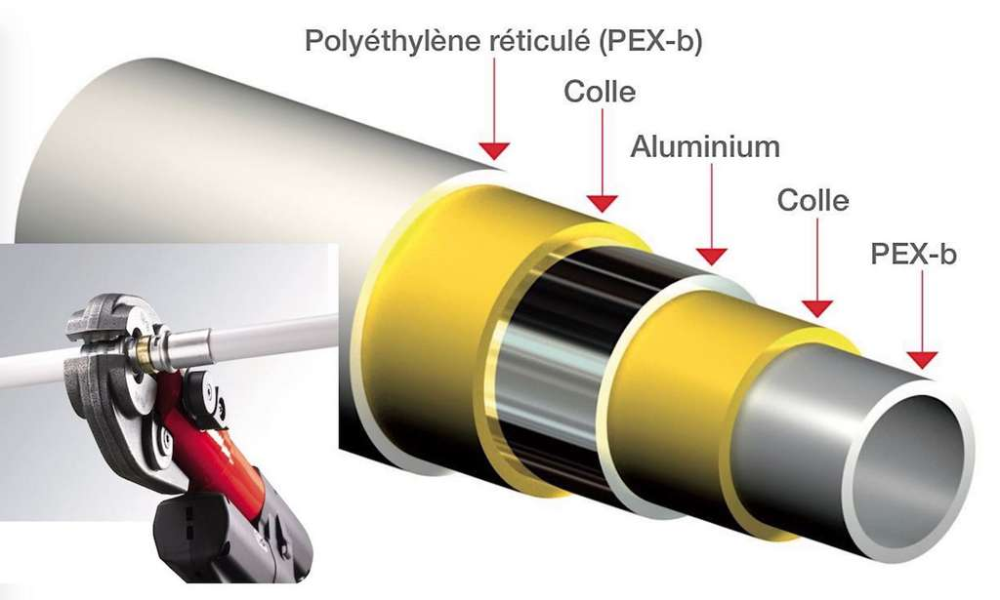 Polyéthylène réticulé (PEX-b)
Colle
Aluminium
Colle
PEX-b